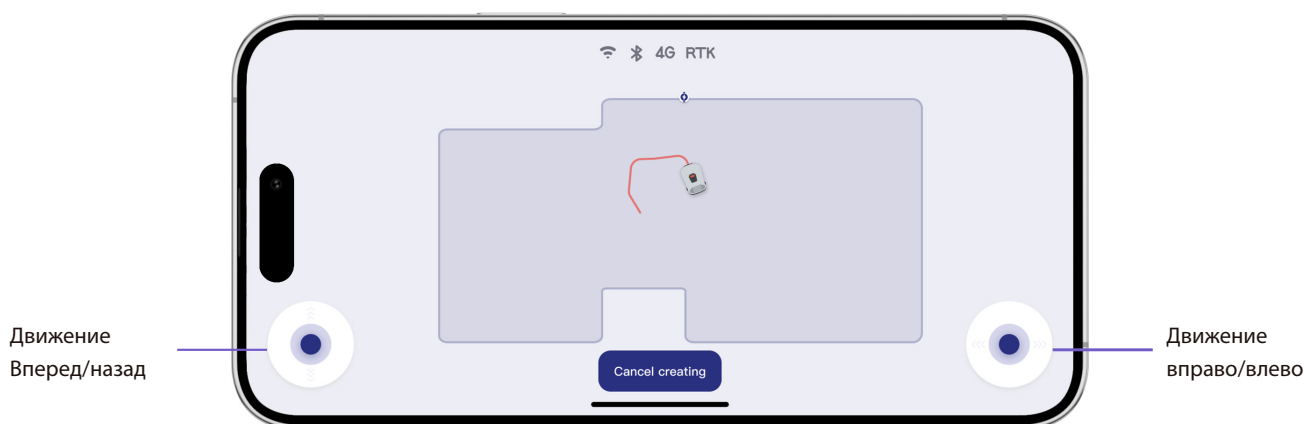 4G RTK
Движение
Вперед/назад
Cancel creating
Движение
вправо/влево